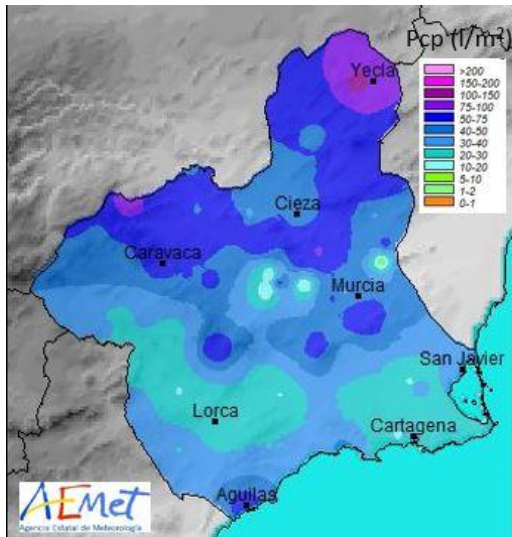 Pcp (l/m²)
>200
150-200
100-150
75-100
50-75
40-50
30-40
20-30
10-20
5-10
1-2
0-1
Yecla
Cieza
Caravaca
Murcia
San Javier
Lorca
Cartagena
Aguilas
AEmet
Agencia Estatal de Meteorología